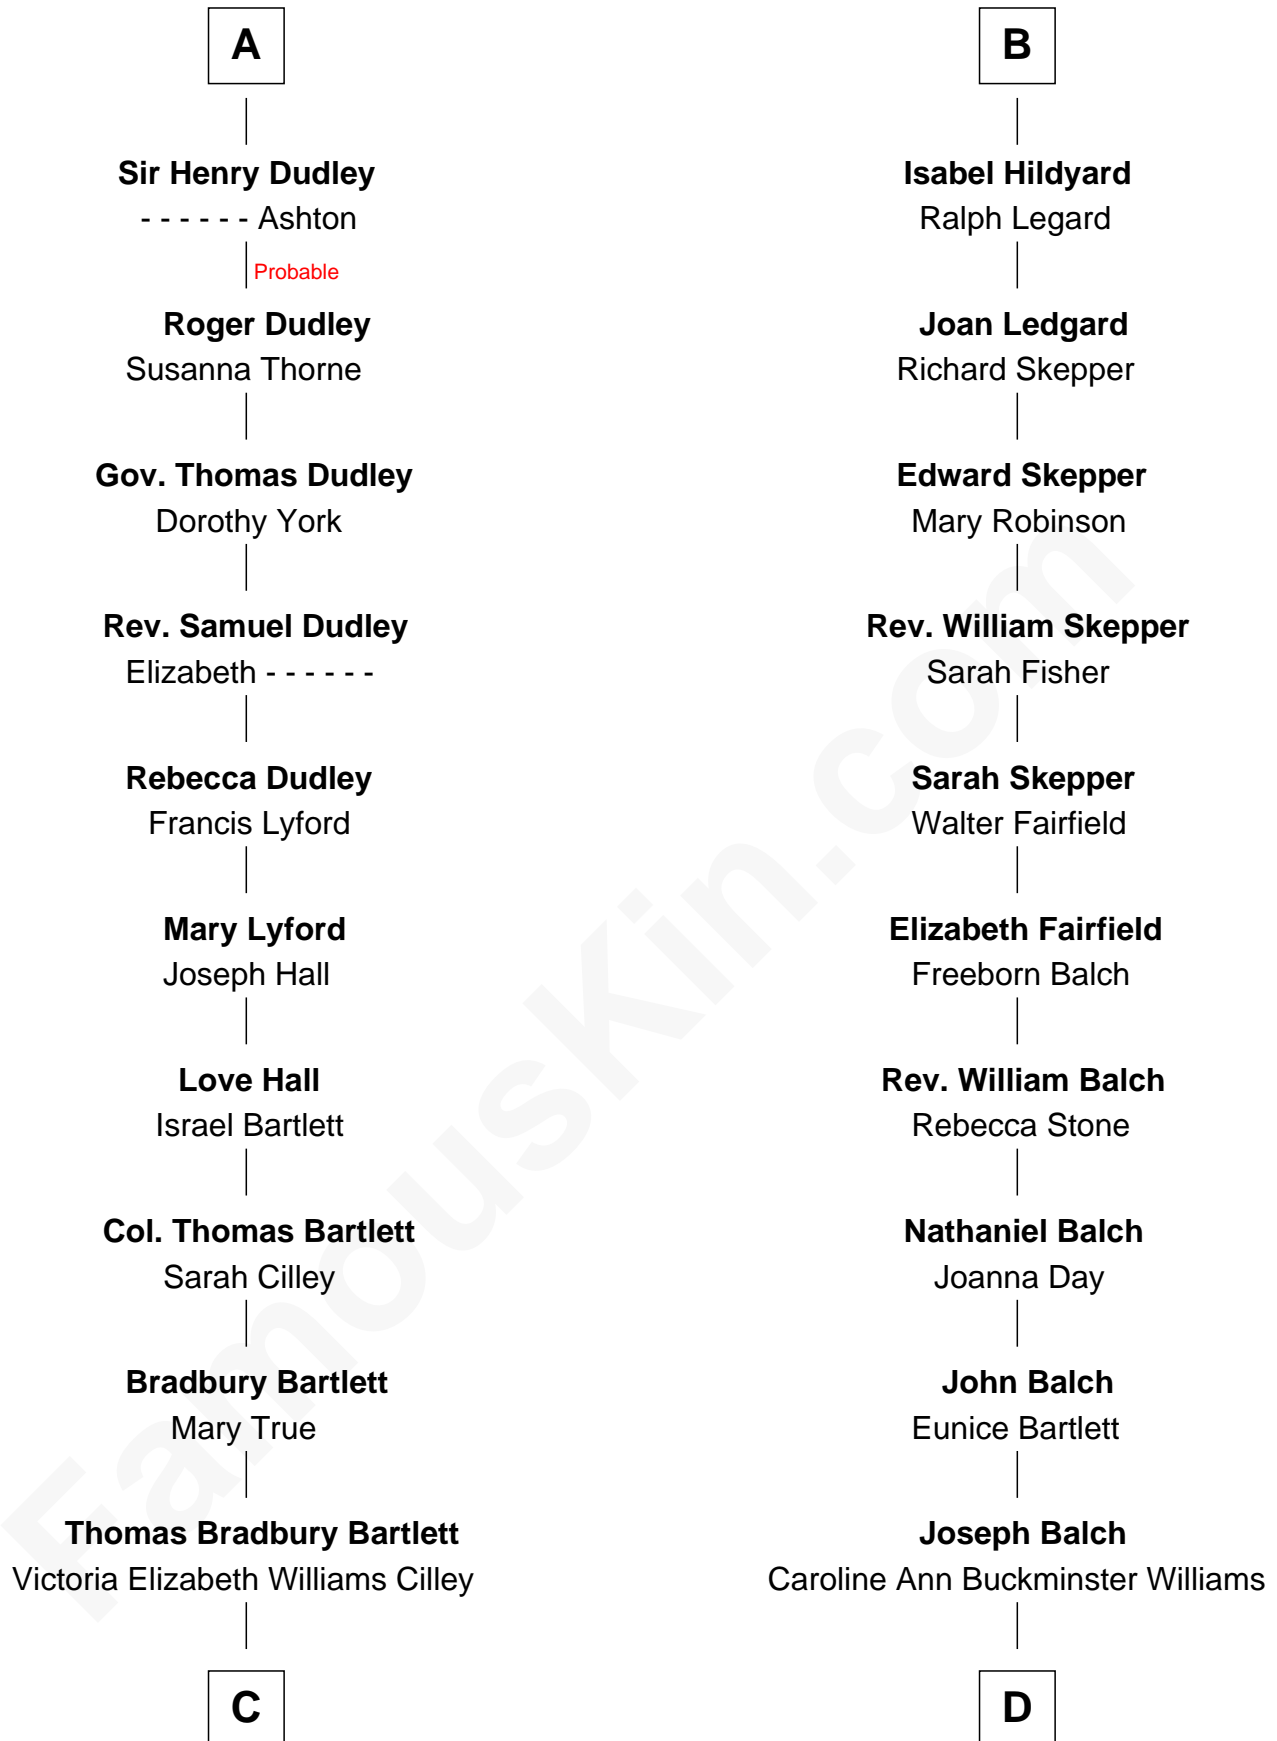 A
Sir Henry Dudley
- - - - - - Ashton
Probable
Roger Dudley
Susanna Thorne
Gov. Thomas Dudley
Dorothy York
Rev. Samuel Dudley
Elizabeth - - - - - -
Rebecca Dudley
Francis Lyford
Mary Lyford
Joseph Hall
Love Hall
Israel Bartlett
Col. Thomas Bartlett
Sarah Cilley
Bradbury Bartlett
Mary True
Thomas Bradbury Bartlett
Victoria Elizabeth Williams Cilley
C
B
Isabel Hildyard
Ralph Legard
Joan Ledgard
Richard Skepper
Edward Skepper
Mary Robinson
Rev. William Skepper
Sarah Fisher
Sarah Skepper
Walter Fairfield
Elizabeth Fairfield
Freeborn Balch
Rev. William Balch
Rebecca Stone
Nathaniel Balch
Joanna Day
John Balch
Eunice Bartlett
Joseph Balch
Caroline Ann Buckminster Williams
D
FamousKin.com